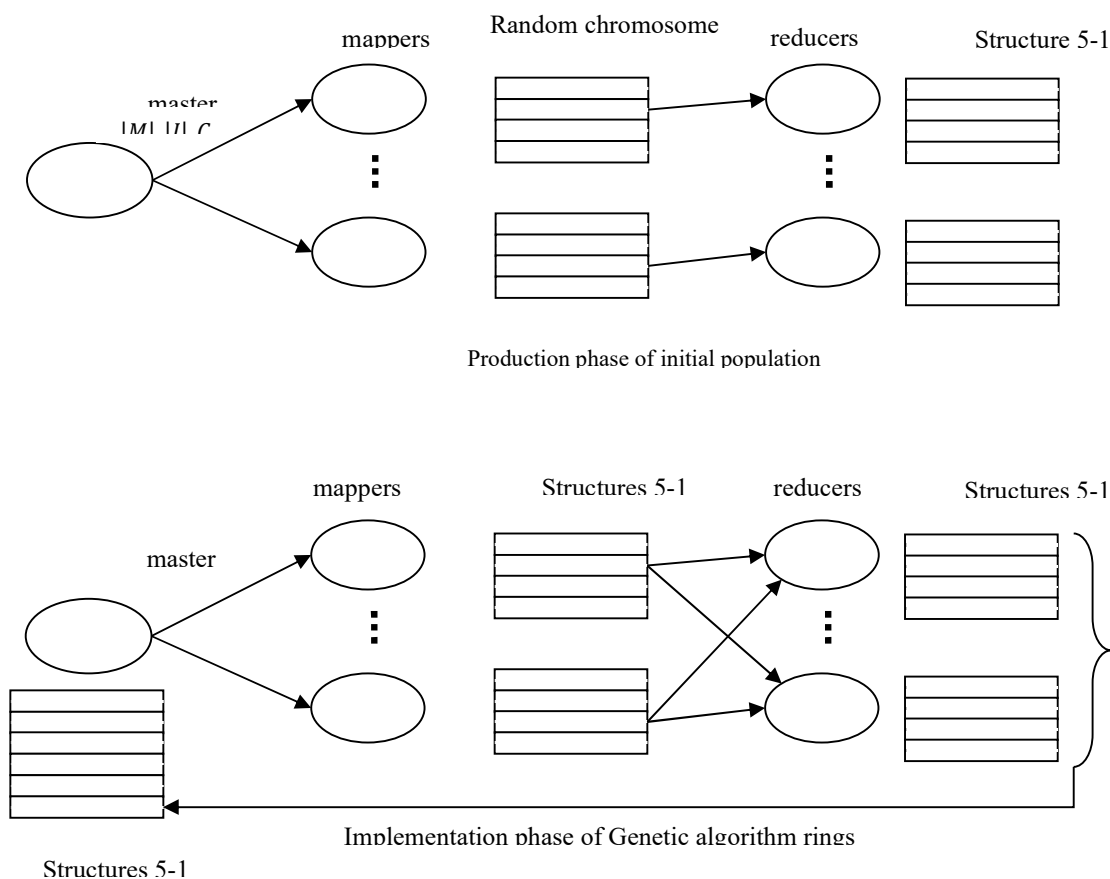 Random chromosome
mappers
reducers
Structure 5-1
master
|M| |I| C
Production phase of initial population
mappers
Structures 5-1
reducers
Structures 5-1
master
Implementation phase of Genetic algorithm rings
Structures 5-1